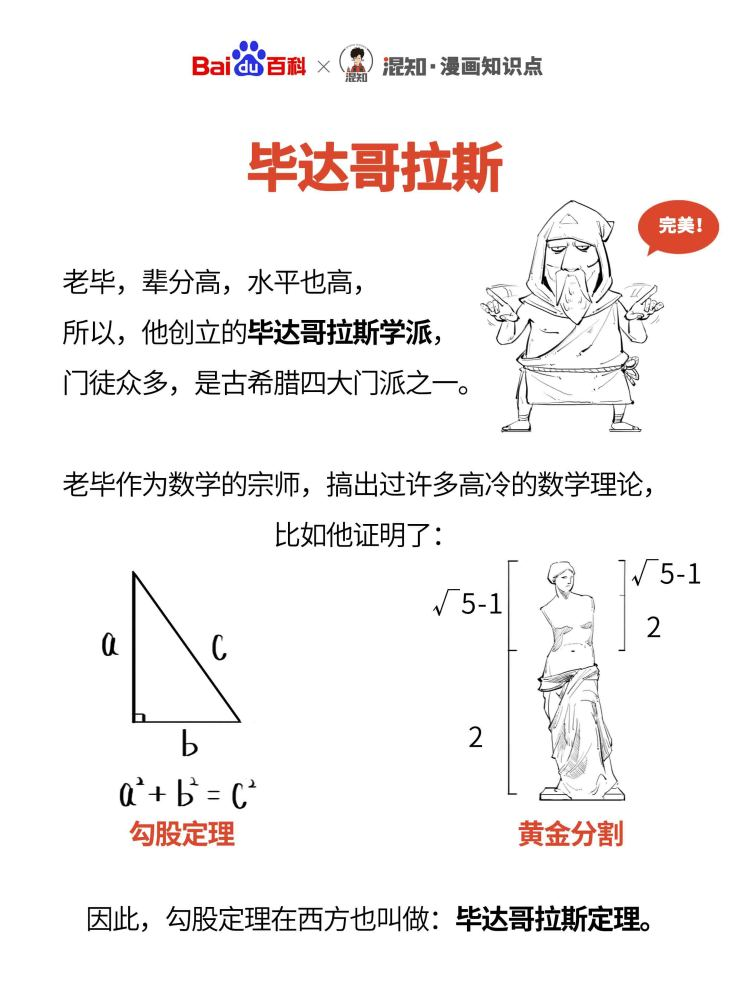 Bai du 百科 × 混知 混知·漫画知识点
毕达哥拉斯
完美！
老毕，辈分高，水平也高，
所以，他创立的毕达哥拉斯学派，
门徒众多，是古希腊四大门派之一。
老毕作为数学的宗师，搞出过许多高冷的数学理论，
比如他证明了：
a
c
b
a²+b²=c²
勾股定理
√5-1
2
√5-1
2
黄金分割
因此，勾股定理在西方也叫做：毕达哥拉斯定理。